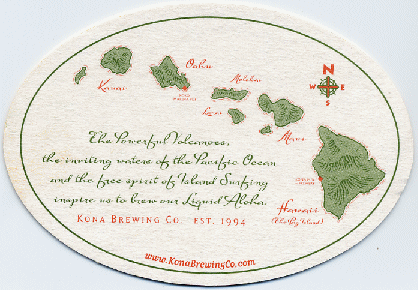 Kauai
Oahu
Molokai
Lanai
Maui
N
W E
S
Hawaii
(The Big Island)
The Powerful Volcanoes,
the inviting waters of the Pacific Ocean
and the free spirit of Island Surfing
inspire us to brew our Liquid Aloha.
KONA BREWING CO. EST. 1994
www.KonaBrewingCo.com